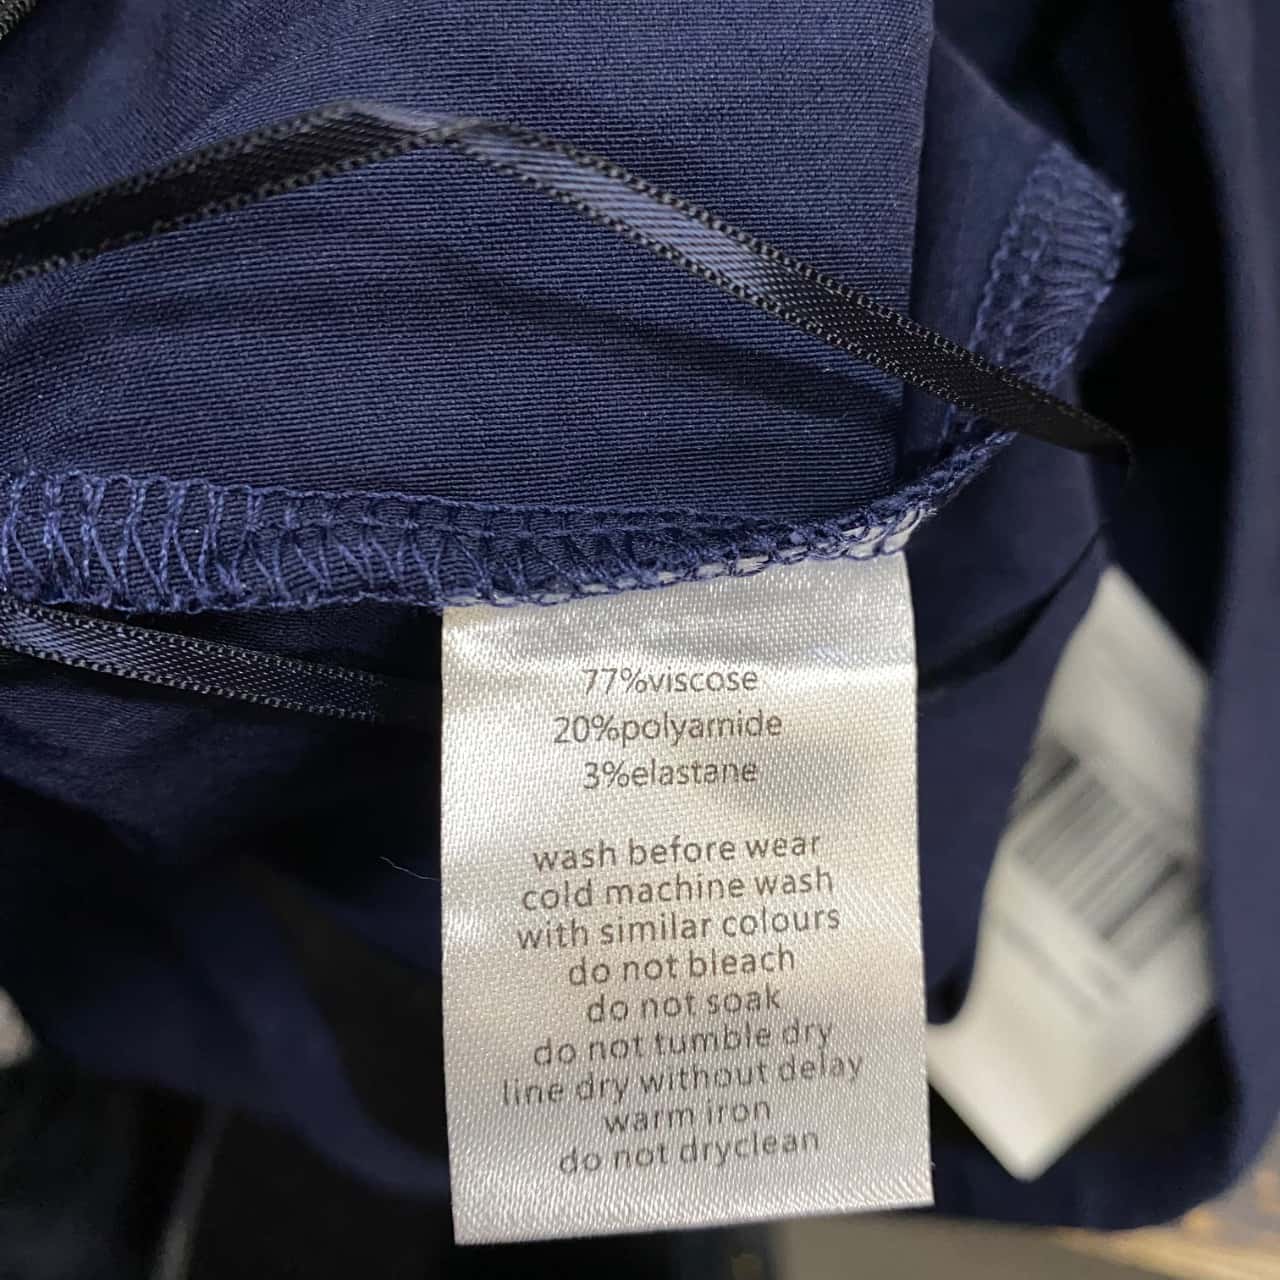 77%viscose
20%polyamide
3%elastane
wash before wear
cold machine wash
with similar colours
do not bleach
do not soak
do not tumble dry
line dry without delay
warm iron
do not dryclean